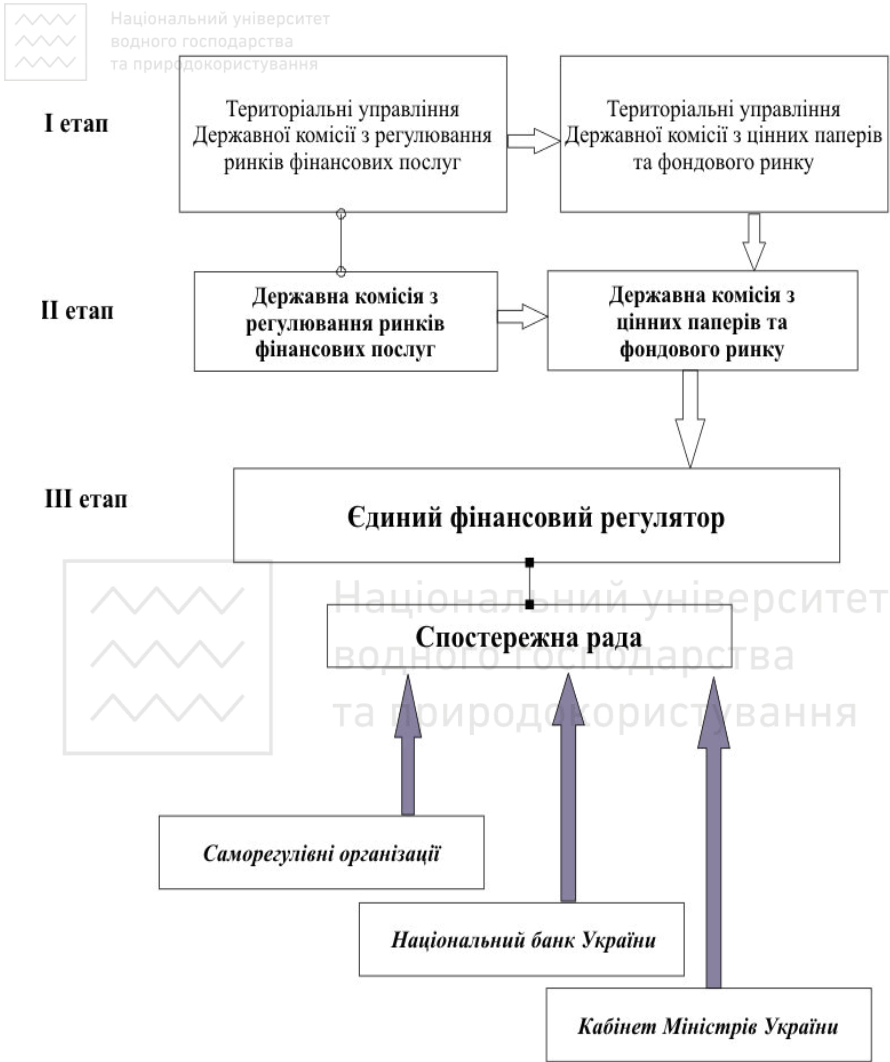 Національний університет
водного господарства
та природокористування
I етап
Територіальні управління
Державної комісії з регулювання
ринків фінансових послуг
Територіальні управління
Державної комісії з цінних паперів
та фондового ринку
II етап
Державна комісія з
регулювання ринків
фінансових послуг
Державна комісія з
цінних паперів та
фондового ринку
III етап
Єдиний фінансовий регулятор
Національний університет
водного господарства
та природокористування
Спостережна рада
Саморегулівні організації
Національний банк України
Кабінет Міністрів України